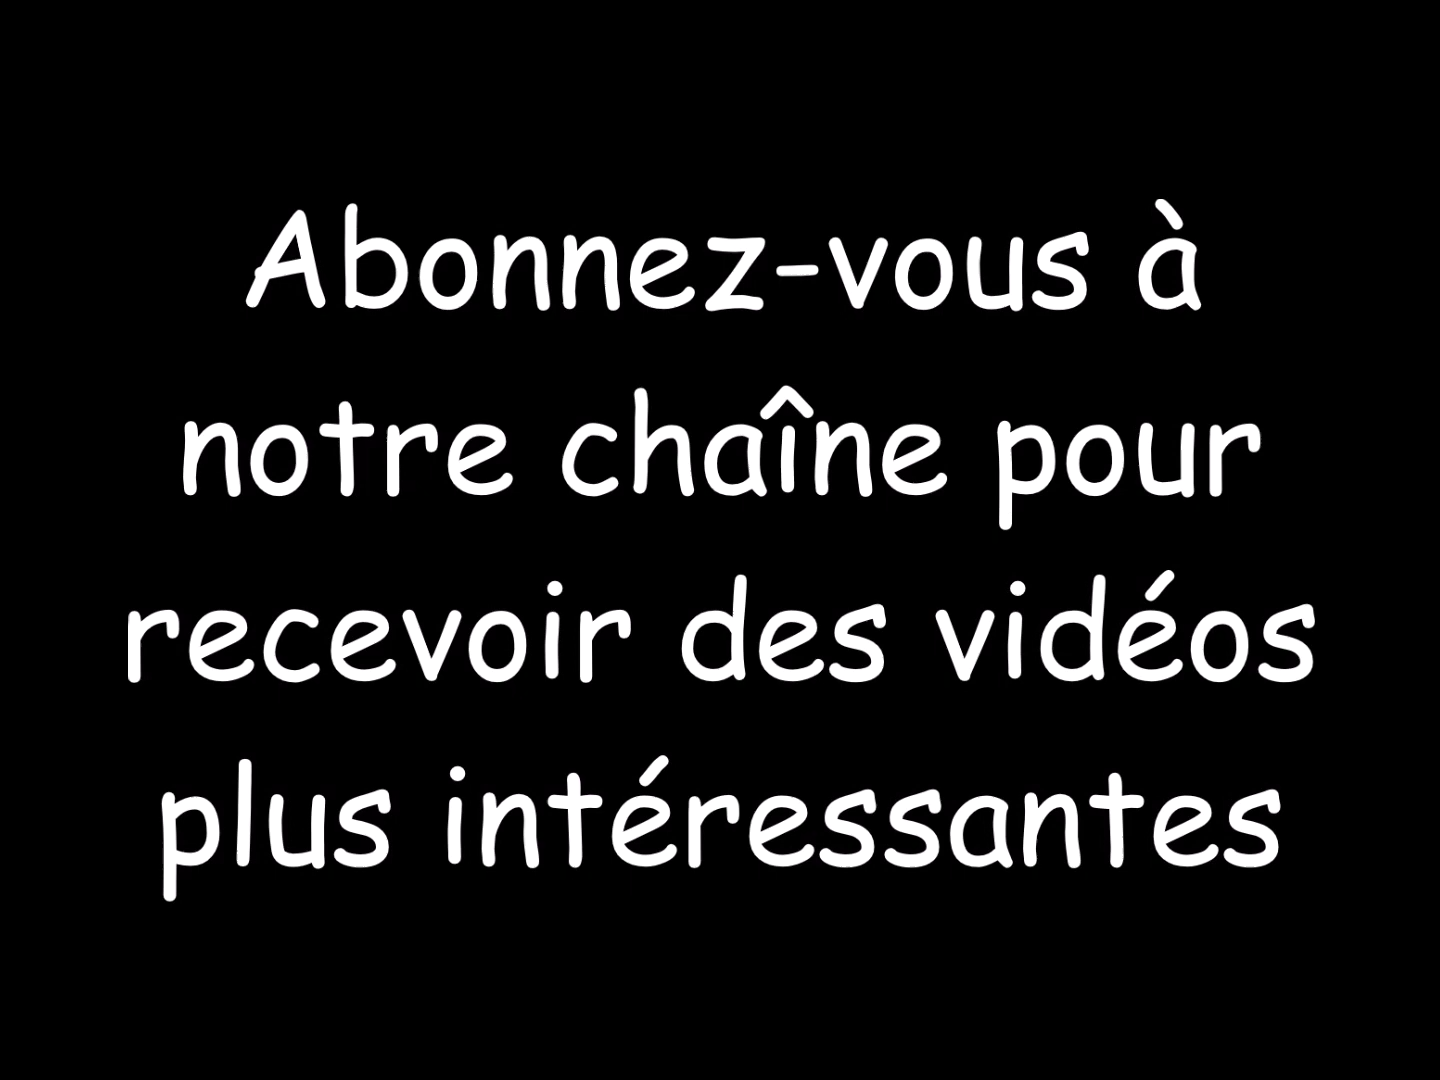 Abonnez-vous à
notre chaîne pour
recevoir des vidéos
plus intéressantes